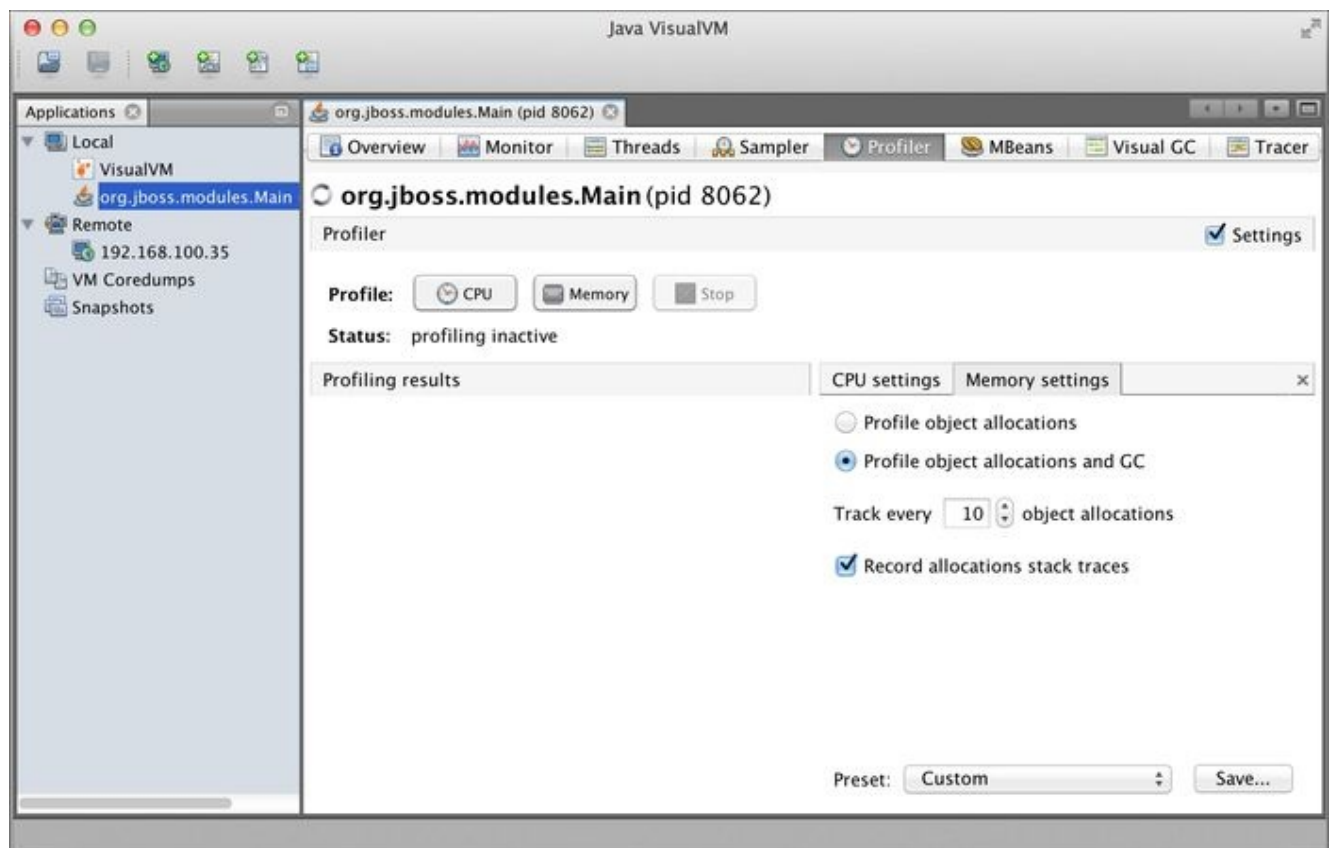 Java VisualVM
Applications
Local
VisualVM
org.jboss.modules.Main
Remote
192.168.100.35
VM Coredumps
Snapshots
org.jboss.modules.Main (pid 8062)
Overview Monitor Threads Sampler Profiler MBeans Visual GC Tracer
org.jboss.modules.Main (pid 8062)
Profiler Settings
Profile: CPU Memory Stop
Status: profiling inactive
Profiling results
CPU settings Memory settings
Profile object allocations
Profile object allocations and GC
Track every 10 object allocations
Record allocations stack traces
Preset: Custom Save...